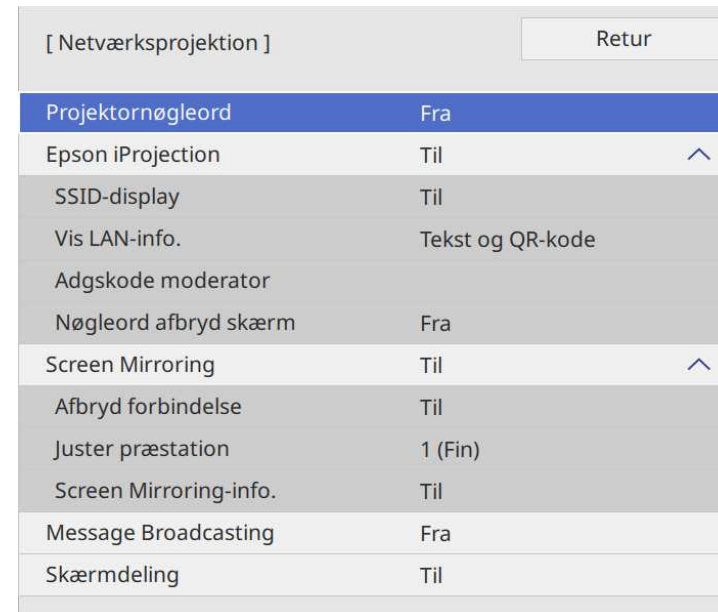 [ Netværksprojektion ] Retur
Projektornøgleord Fra
Epson iProjection Til
SSID-display Til
Vis LAN-info. Tekst og QR-kode
Adgskode moderator
Nøgleord afbryd skærm Fra
Screen Mirroring Til
Afbryd forbindelse Til
Juster præstation 1 (Fin)
Screen Mirroring-info. Til
Message Broadcasting Fra
Skærmdeling Til